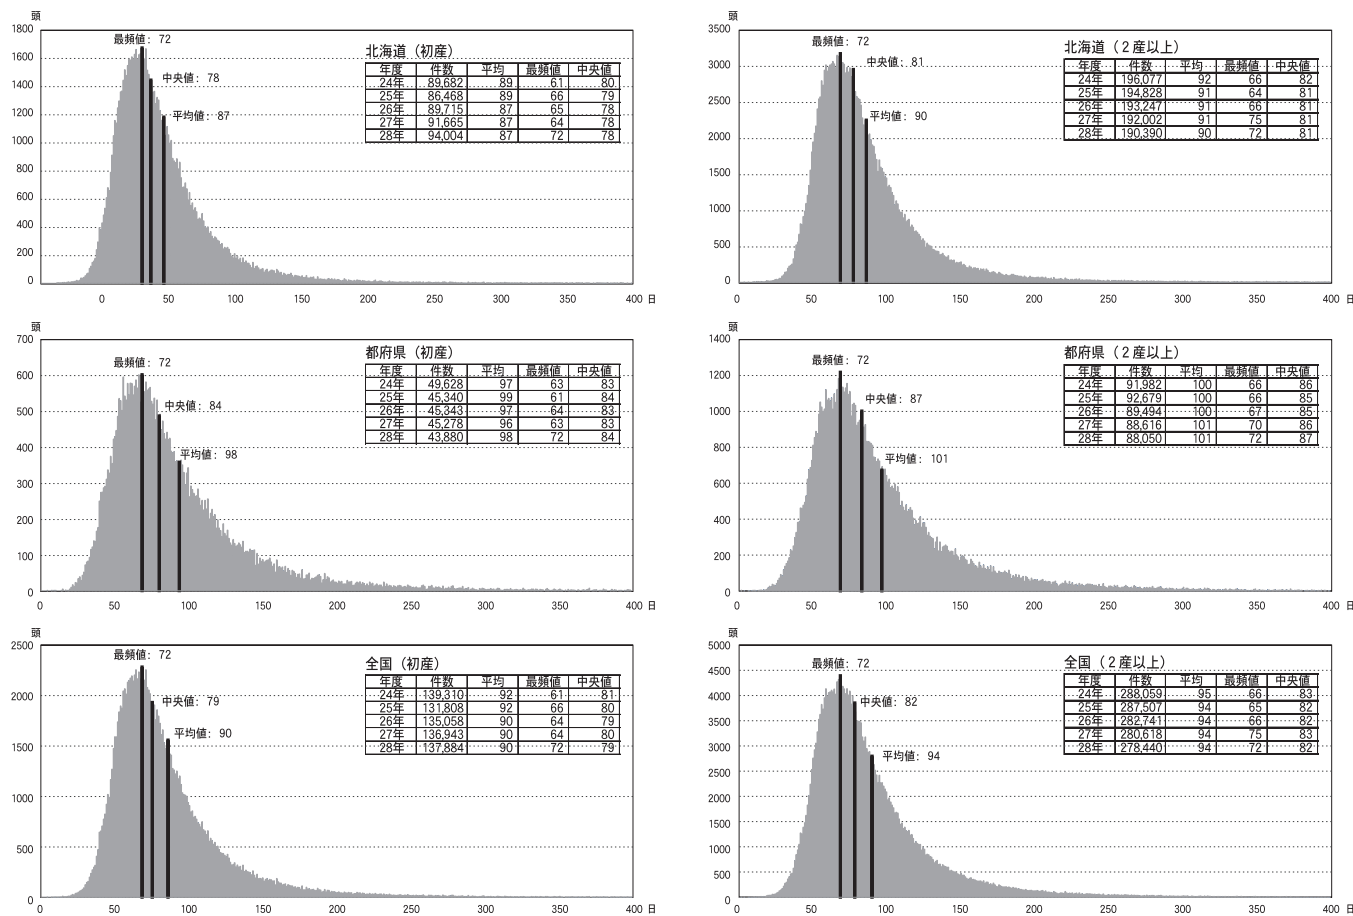 頭
1800
1600
1400
1200
1000
800
600
400
200
0
最頻値： 72
中央値： 78
平均値： 87
北海道（初産）
年度 件数 平均 最頻値 中央値
24年 89,682 89 61 80
25年 86,468 89 66 79
26年 89,715 87 65 78
27年 91,665 87 64 78
28年 94,004 87 72 78
0 50 100 150 200 250 300 350 400 日
頭
3500
3000
2500
2000
1500
1000
500
0
最頻値： 72
中央値： 81
平均値： 90
北海道（２産以上）
年度 件数 平均 最頻値 中央値
24年 196,077 92 66 82
25年 194,828 91 64 81
26年 193,247 91 66 81
27年 192,002 91 75 81
28年 190,390 90 72 81
0 50 100 150 200 250 300 350 400 日
頭
700
600
500
400
300
200
100
0
最頻値： 72
中央値： 84
平均値： 98
都府県（初産）
年度 件数 平均 最頻値 中央値
24年 49,628 97 63 83
25年 45,340 99 61 84
26年 45,343 97 64 83
27年 45,278 96 63 83
28年 43,880 98 72 84
0 50 100 150 200 250 300 350 400 日
頭
1400
1200
1000
800
600
400
200
0
最頻値： 72
中央値： 87
平均値： 101
都府県（２産以上）
年度 件数 平均 最頻値 中央値
24年 91,982 100 66 86
25年 92,679 100 66 85
26年 89,494 100 67 85
27年 88,616 101 70 86
28年 88,050 101 72 87
0 50 100 150 200 250 300 350 400 日
頭
2500
2000
1500
1000
500
0
最頻値： 72
中央値： 79
平均値： 90
全国（初産）
年度 件数 平均 最頻値 中央値
24年 139,310 92 61 81
25年 131,808 92 66 80
26年 135,058 90 64 79
27年 136,943 90 64 80
28年 137,884 90 72 79
0 50 100 150 200 250 300 350 400 日
頭
5000
4500
4000
3500
3000
2500
2000
1500
1000
500
0
最頻値： 72
中央値： 82
平均値： 94
全国（２産以上）
年度 件数 平均 最頻値 中央値
24年 288,059 95 66 83
25年 287,507 94 65 82
26年 282,741 94 66 82
27年 280,618 94 75 83
28年 278,440 94 72 82
0 50 100 150 200 250 300 350 400 日